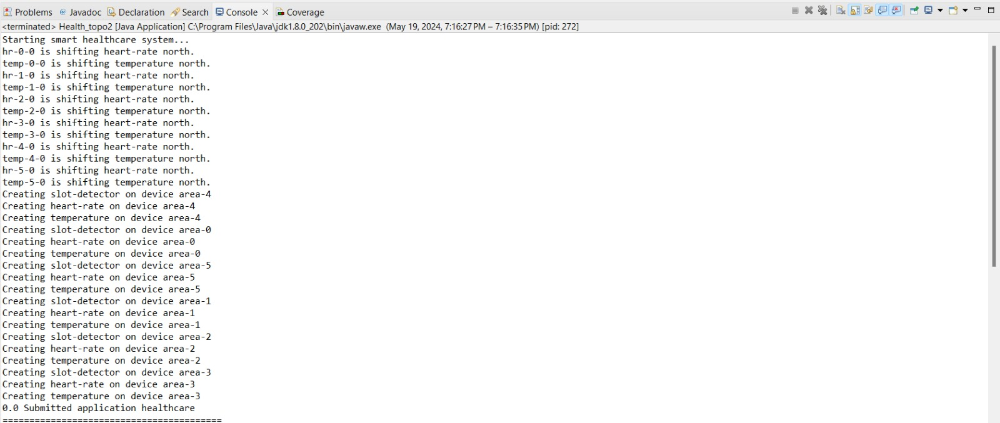 Problems @ Javadoc Declaration Search Console Coverage
<terminated> Health_topo2 [Java Application] C:\Program Files\Java\jdk1.8.0_202\bin\javaw.exe (May 19, 2024, 7:16:27 PM – 7:16:35 PM) [pid: 272]
Starting smart healthcare system...
hr-0-0 is shifting heart-rate north.
temp-0-0 is shifting temperature north.
hr-1-0 is shifting heart-rate north.
temp-1-0 is shifting temperature north.
hr-2-0 is shifting heart-rate north.
temp-2-0 is shifting temperature north.
hr-3-0 is shifting heart-rate north.
temp-3-0 is shifting temperature north.
hr-4-0 is shifting heart-rate north.
temp-4-0 is shifting temperature north.
hr-5-0 is shifting heart-rate north.
temp-5-0 is shifting temperature north.
Creating slot-detector on device area-4
Creating heart-rate on device area-4
Creating temperature on device area-4
Creating slot-detector on device area-0
Creating heart-rate on device area-0
Creating temperature on device area-0
Creating slot-detector on device area-5
Creating heart-rate on device area-5
Creating temperature on device area-5
Creating slot-detector on device area-1
Creating heart-rate on device area-1
Creating temperature on device area-1
Creating slot-detector on device area-2
Creating heart-rate on device area-2
Creating temperature on device area-2
Creating slot-detector on device area-3
Creating heart-rate on device area-3
Creating temperature on device area-3
0.0 Submitted application healthcare
=========================================